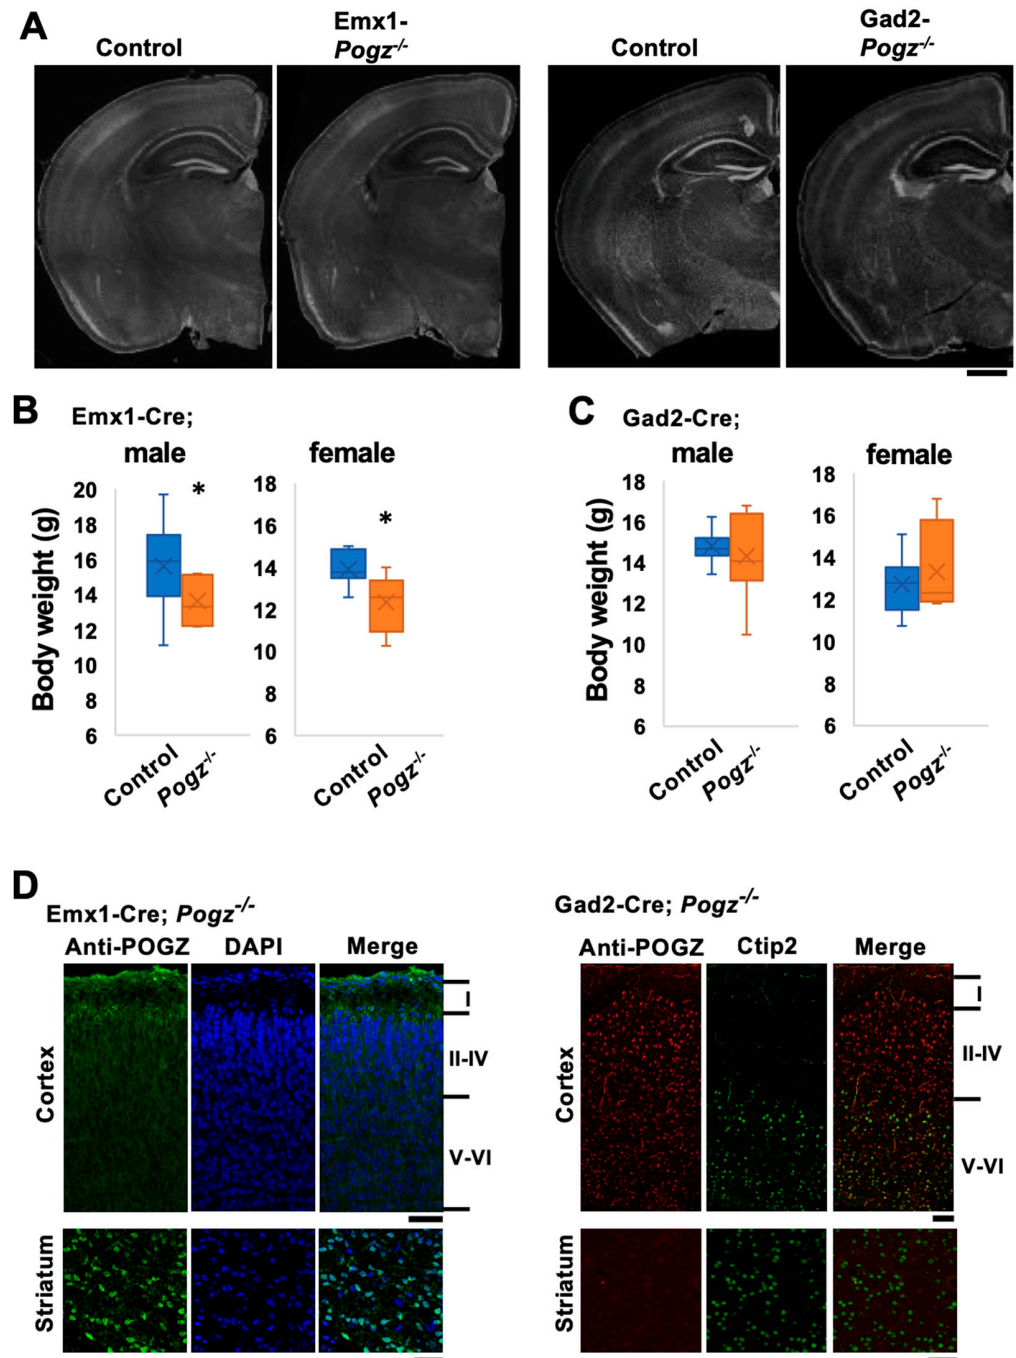 A
Control
Emx1-
Pogz-/-
Control
Gad2-
Pogz-/-
B
Emx1-Cre;
male
female
Body weight (g)
20
18
16
14
12
10
8
6
*
Control
Pogz-/-
18
16
14
12
10
8
6
*
Control
Pogz-/-
C
Gad2-Cre;
male
female
Body weight (g)
18
16
14
12
10
8
6
Control
Pogz-/-
18
16
14
12
10
8
6
Control
Pogz-/-
D
Emx1-Cre; Pogz-/-
Anti-POGZ DAPI Merge
Cortex
I
II-IV
V-VI
Striatum
Gad2-Cre; Pogz-/-
Anti-POGZ Ctip2 Merge
Cortex
I
II-IV
V-VI
Striatum